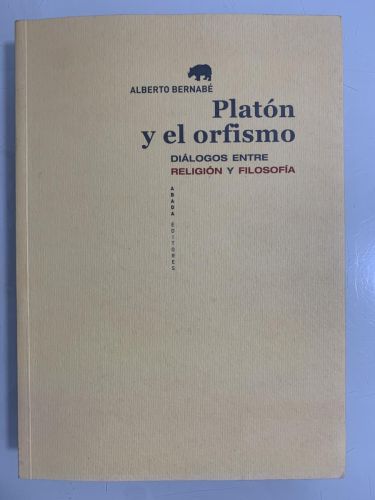 ALBERTO BERNABÉ
Platón
y el orfismo
DIÁLOGOS ENTRE
RELIGIÓN Y FILOSOFÍA
ABADA EDITORES